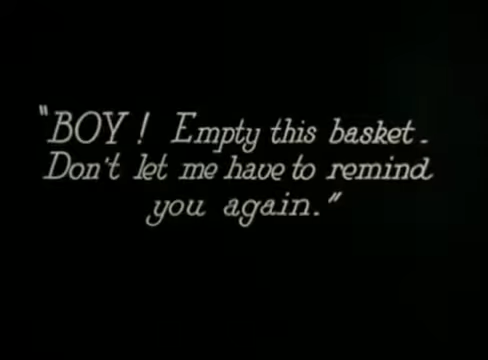 "BOY! Empty this basket.
Don't let me have to remind
you again."